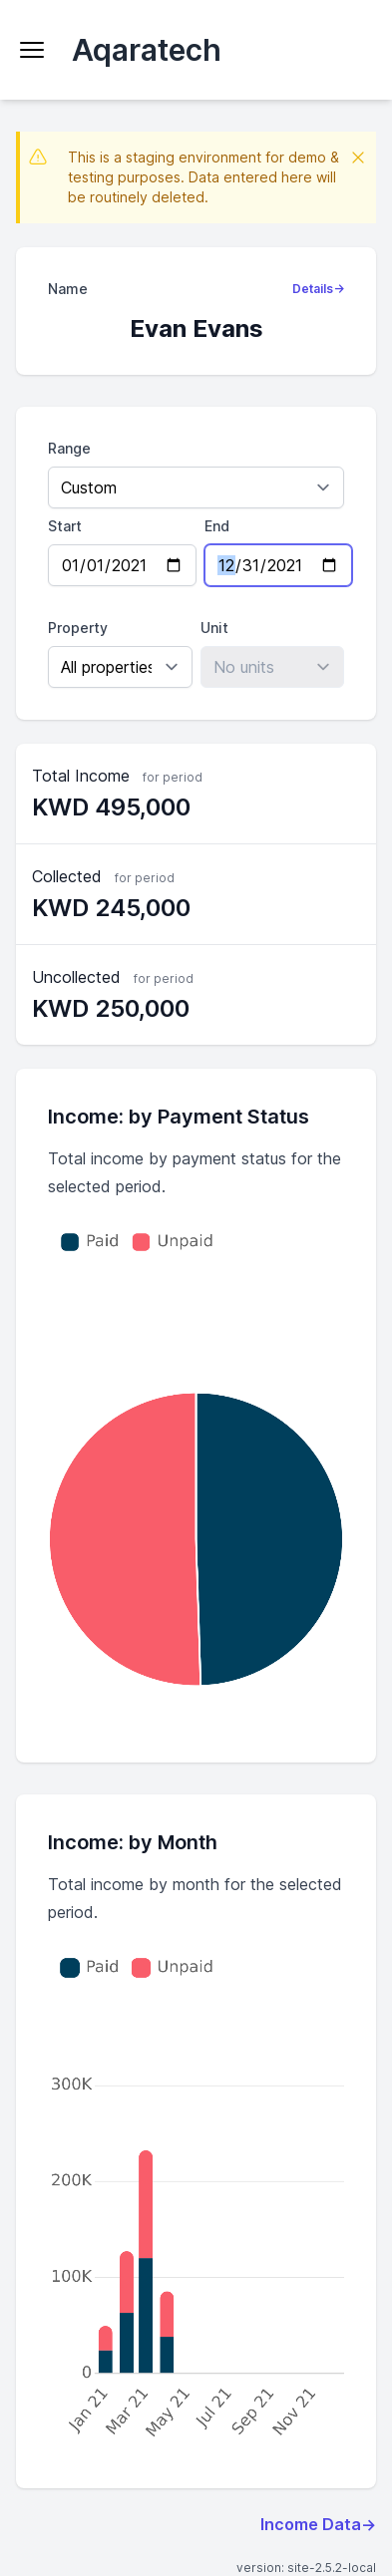 Aqaratech
This is a staging environment for demo &
testing purposes. Data entered here will
be routinely deleted.
Name
Details→
Evan Evans
Range
Custom
Start End
01/01/2021 12/31/2021
Property Unit
All properties No units
Total Income for period
KWD 495,000
Collected for period
KWD 245,000
Uncollected for period
KWD 250,000
Income: by Payment Status
Total income by payment status for the
selected period.
Paid Unpaid
Income: by Month
Total income by month for the selected
period.
Paid Unpaid
300K
200K
100K
0
Jan 21 Mar 21 May 21 Jul 21 Sep 21 Nov 21
Income Data→
version: site-2.5.2-local